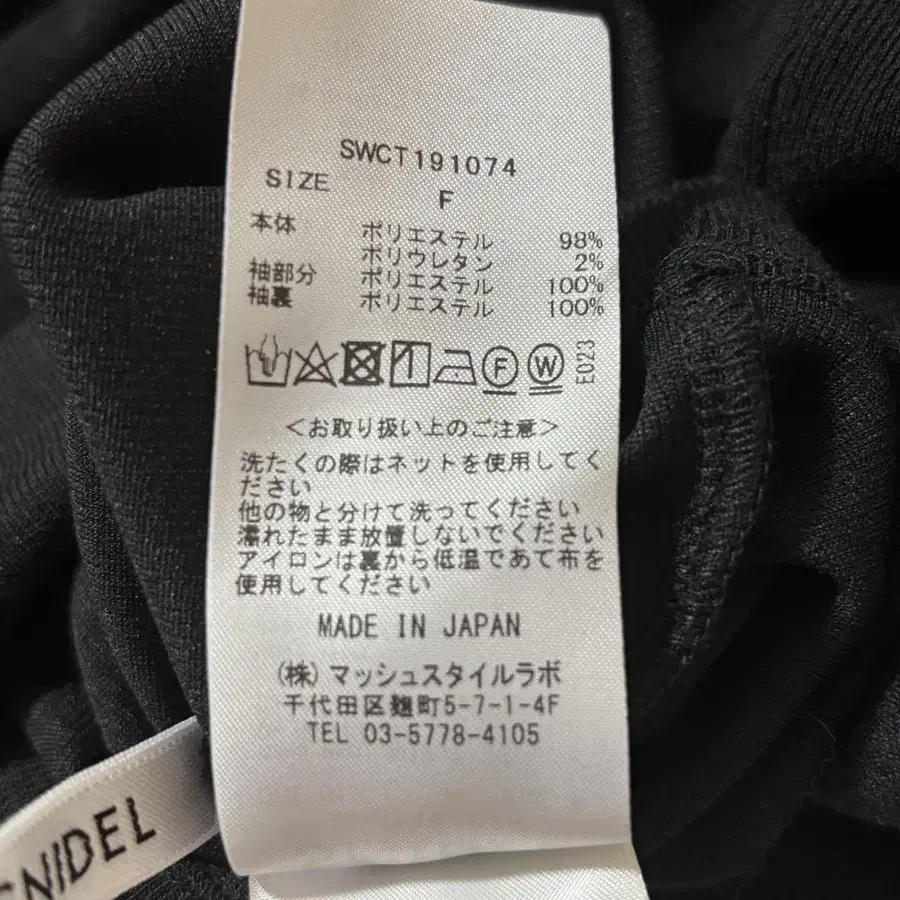 SWCT191074
SIZE
F
本体 ポリエステル 98%
ポリウレタン 2%
袖部分 ポリエステル 100%
袖裏 ポリエステル 100%
F W E023
＜お取り扱い上のご注意＞
洗たくの際はネットを使用してく
ださい
他の物と分けて洗ってください
濡れたまま放置しないでください
アイロンは裏から低温であて布を
使用してください
MADE IN JAPAN
(株)マッシュスタイルラボ
千代田区麹町5-7-1-4F
TEL 03-5778-4105
NIDEL